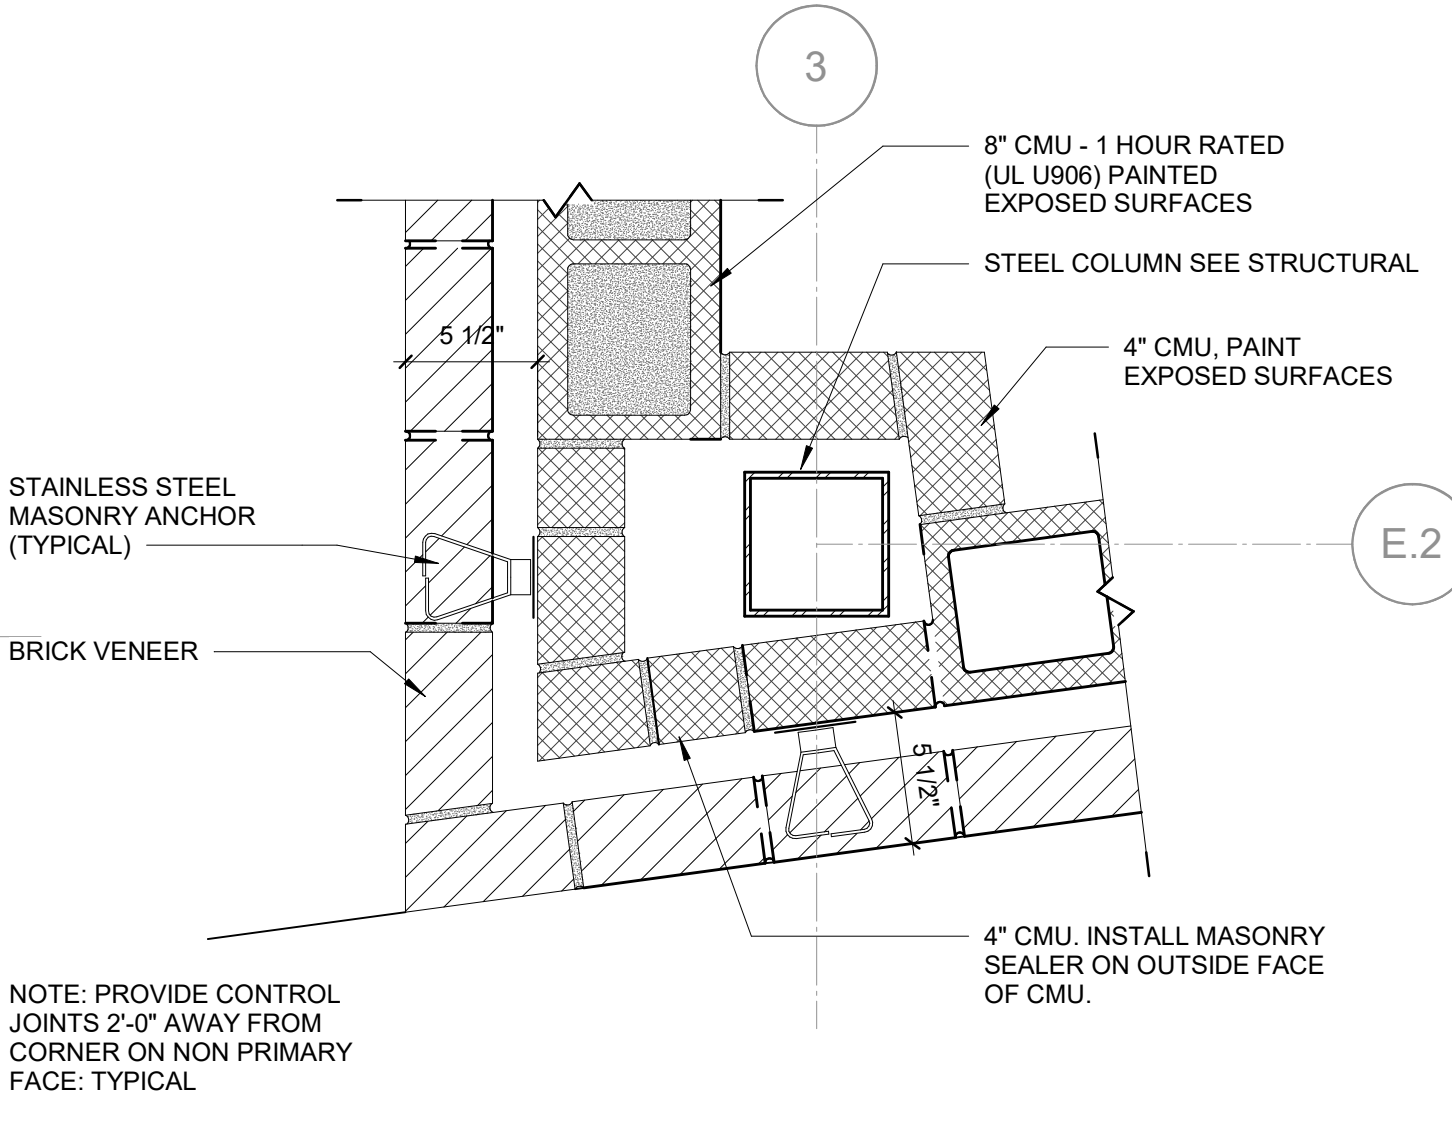 3
8" CMU - 1 HOUR RATED
(UL U906) PAINTED
EXPOSED SURFACES
STEEL COLUMN SEE STRUCTURAL
5 1/2"
4" CMU, PAINT
EXPOSED SURFACES
STAINLESS STEEL
MASONRY ANCHOR
(TYPICAL)
E.2
BRICK VENEER
5 1/2"
4" CMU. INSTALL MASONRY
SEALER ON OUTSIDE FACE
OF CMU.
NOTE: PROVIDE CONTROL
JOINTS 2'-0" AWAY FROM
CORNER ON NON PRIMARY
FACE: TYPICAL